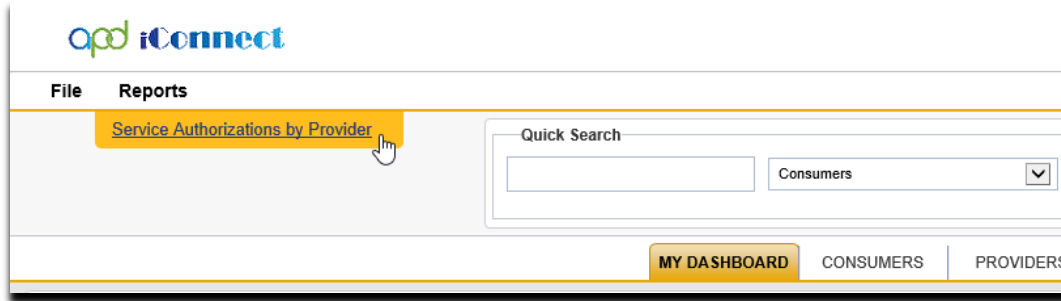 apd iConnect
File Reports
Service Authorizations by Provider
Quick Search
Consumers
MY DASHBOARD CONSUMERS PROVIDERS